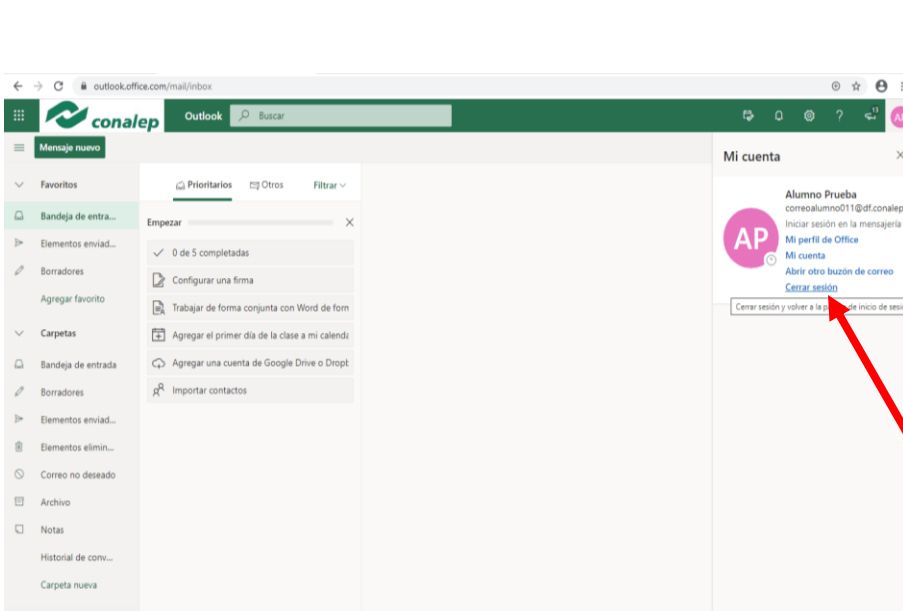 outlook.office.com/mail/inbox
conalep
Outlook
Buscar
Mensaje nuevo
Favoritos
Bandeja de entra...
Elementos enviad...
Borradores
Agregar favorito
Carpetas
Bandeja de entrada
Borradores
Elementos enviad...
Elementos elimin...
Correo no deseado
Archivo
Notas
Historial de conv...
Carpeta nueva
Prioritarios
Otros
Filtrar
Empezar
0 de 5 completadas
Configurar una firma
Trabajar de forma conjunta con Word de form
Agregar el primer día de la clase a mi calenda
Agregar una cuenta de Google Drive o Dropb
Importar contactos
Mi cuenta
AP
Alumno Prueba
correoalumno011@df.conalep
Iniciar sesión en la mensajería
Mi perfil de Office
Mi cuenta
Abrir otro buzón de correo
Cerrar sesión
Cerrar sesión y volver a la de inicio de sesi